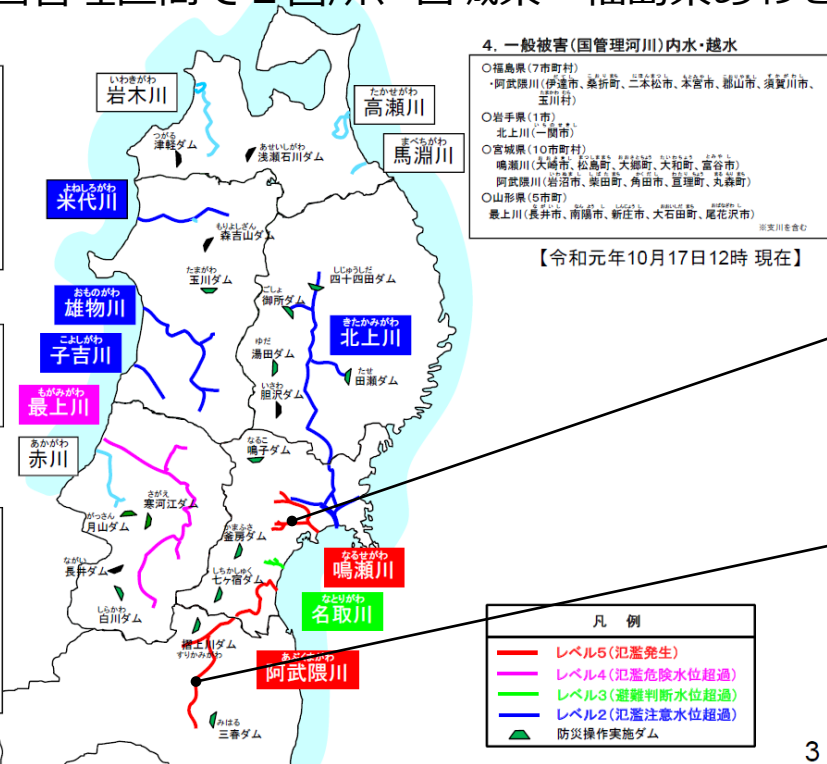 4．一般被害（国管理河川）内水・越水
○福島県（7市町村）
・阿武隈川（伊達市、桑折町、二本松市、本宮市、郡山市、須賀川市、
玉川村）
○岩手県（1市）
北上川（一関市）
○宮城県（10市町村）
鳴瀬川（大崎市、松島町、大郷町、大和町、富谷市）
阿武隈川（岩沼市、柴田町、角田市、亘理町、丸森町）
○山形県（5市町）
最上川（長井市、南陽市、新庄市、大石田町、尾花沢市）
※支川を含む
【令和元年10月17日12時 現在】
いわきがわ
岩木川
たかせがわ
高瀬川
まべちがわ
馬淵川
つがる
津軽ダム
あせいしがわ
浅瀬石川ダム
よねしろがわ
米代川
もりよしざん
森吉山ダム
たまがわ
玉川ダム
しじゅうしだ
四十四田ダム
ごしょ
御所ダム
おものがわ
雄物川
きたかみがわ
北上川
こよしがわ
子吉川
ゆだ
湯田ダム
たせ
田瀬ダム
いさわ
胆沢ダム
もがみがわ
最上川
あかがわ
赤川
なるこ
鳴子ダム
さがえ
寒河江ダム
がっさん
月山ダム
かまふさ
釜房ダム
なるせがわ
鳴瀬川
ながい
長井ダム
しちかしゅく
七ケ宿ダム
しらかわ
白川ダム
なとりがわ
名取川
摺上川ダム
すりかみがわ
あぶくまがわ
阿武隈川
みはる
三春ダム
凡 例
レベル5（氾濫発生）
レベル4（氾濫危険水位超過）
レベル3（避難判断水位超過）
レベル2（氾濫注意水位超過）
防災操作実施ダム
3